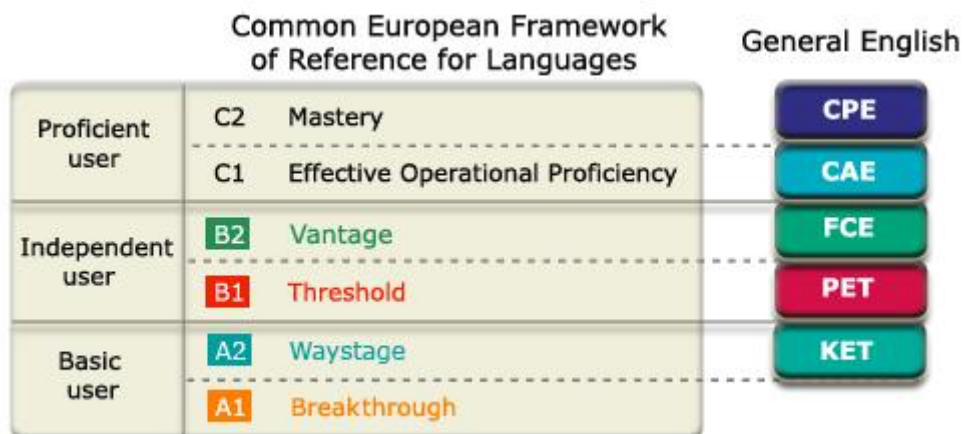 Common European Framework
of Reference for Languages
General English
Proficient
user
C2 Mastery
CPE
C1 Effective Operational Proficiency
CAE
Independent
user
B2 Vantage
FCE
B1 Threshold
PET
Basic
user
A2 Waystage
KET
A1 Breakthrough